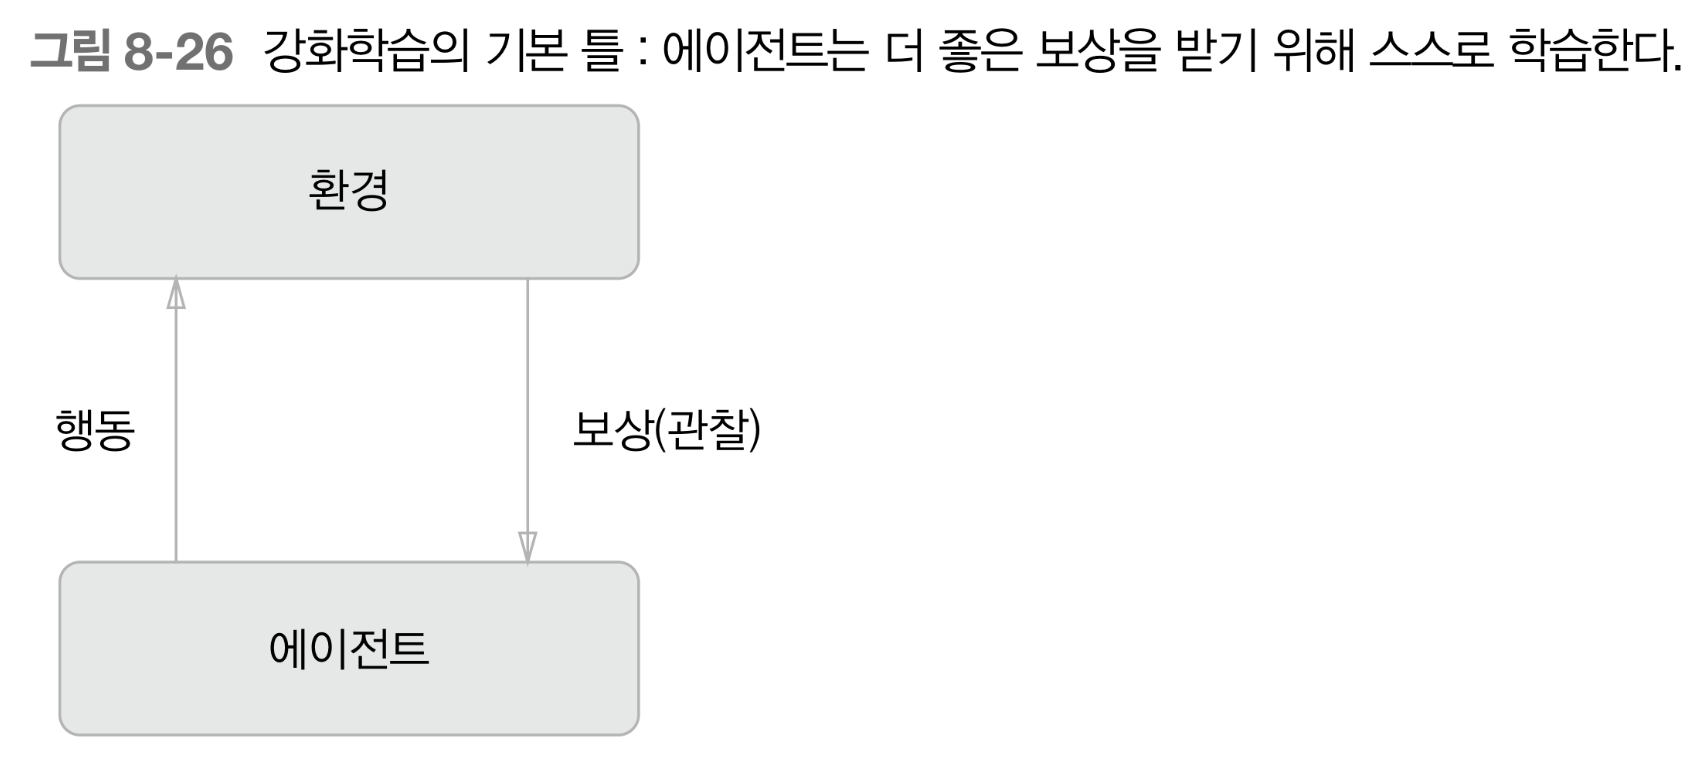 그림 8-26 강화학습의 기본 틀 : 에이전트는 더 좋은 보상을 받기 위해 스스로 학습한다.
환경
행동
보상(관찰)
에이전트